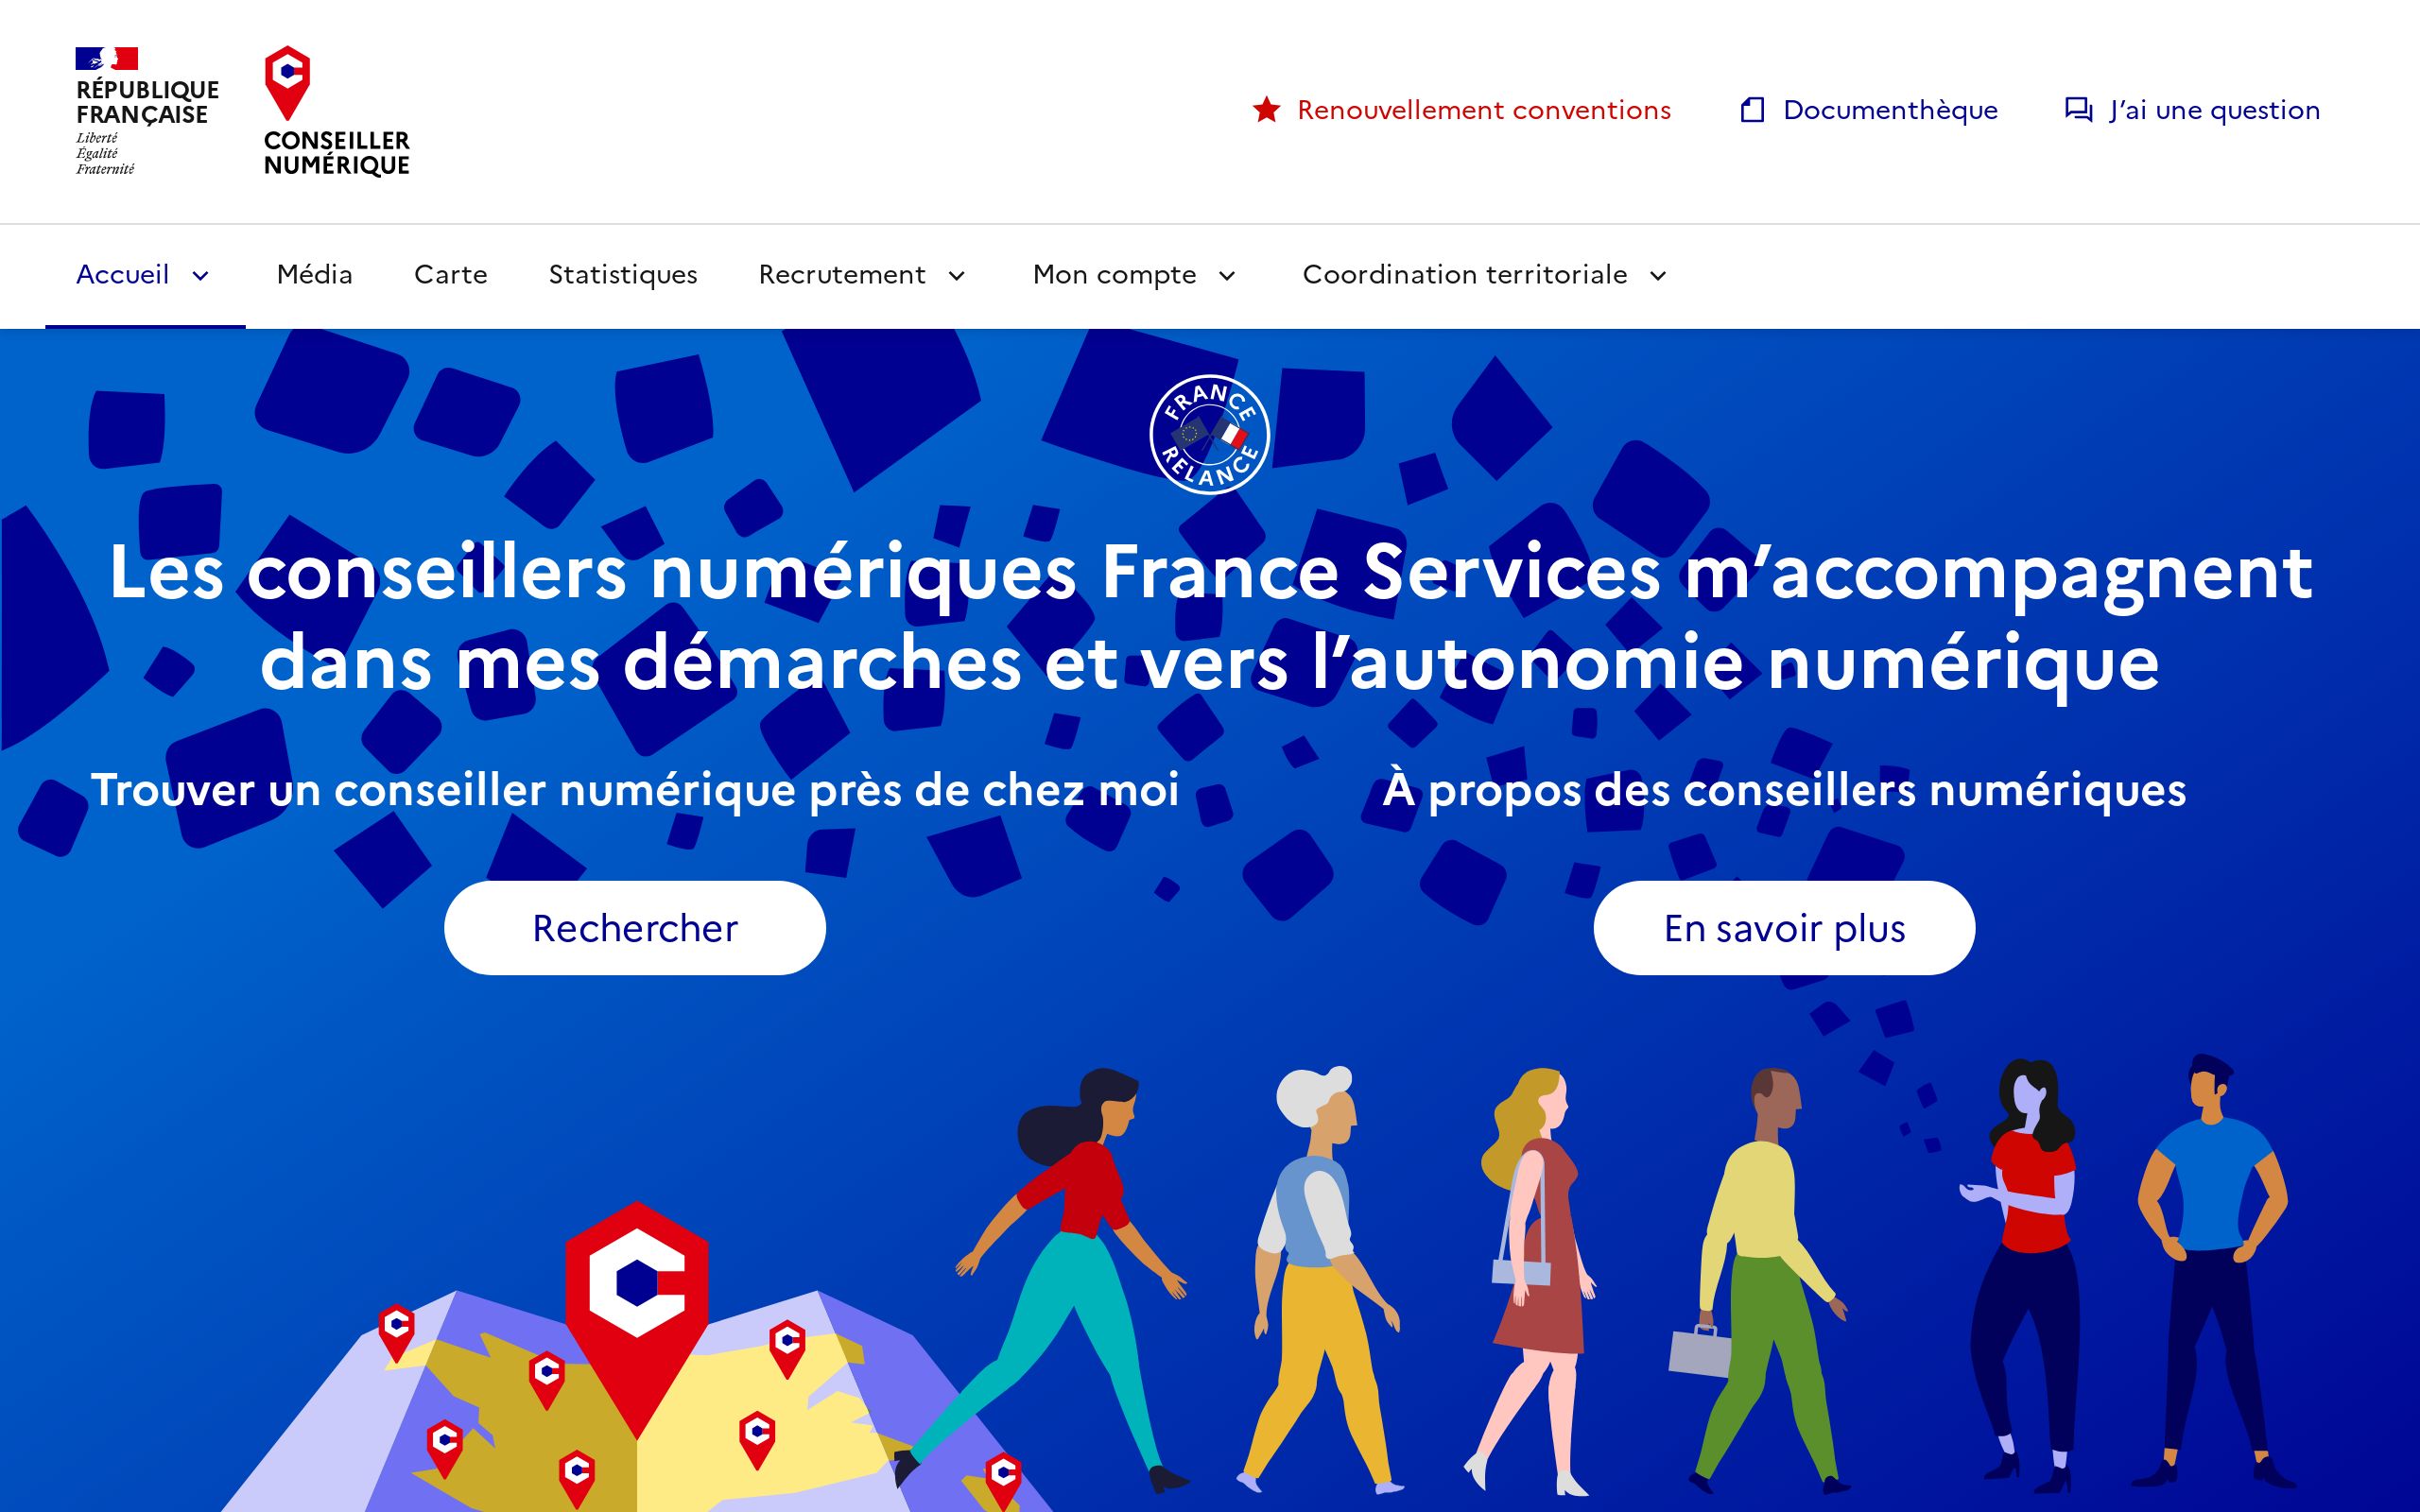 RÉPUBLIQUE
FRANÇAISE
Liberté
Égalité
Fraternité
CONSEILLER
NUMÉRIQUE
Renouvellement conventions
Documenthèque
J’ai une question
Accueil
Média
Carte
Statistiques
Recrutement
Mon compte
Coordination territoriale
FRANCE
RELANCE
Les conseillers numériques France Services m’accompagnent
dans mes démarches et vers l’autonomie numérique
Trouver un conseiller numérique près de chez moi
Rechercher
À propos des conseillers numériques
En savoir plus